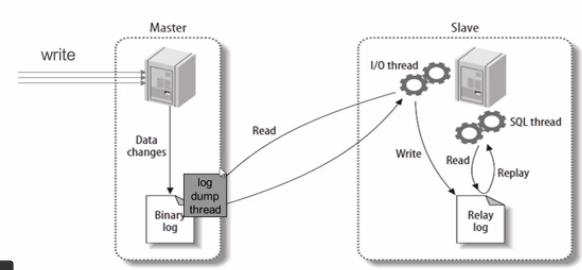 Master
Slave
write
I/O thread
Data
changes
Read
SQL thread
Write
Read
Replay
log
dump
thread
Binary
log
Relay
log